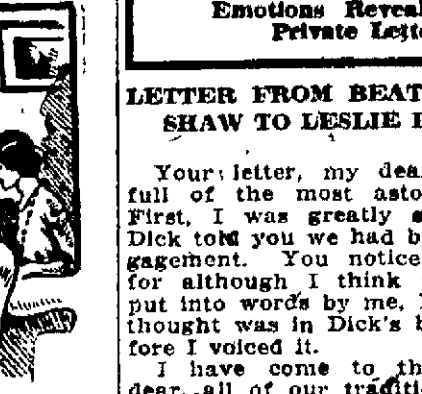 Emotions Reveal
Private Lette
LETTER FROM BEAT
SHAW TO LESLIE
Your letter, my dea
full of the most asto
First, I was greatly
Dick told you we had b
gagement. You notice
for although I think
put into words by me,
thought was in Dick's b
fore I voiced it.
I have come to th
dear, all of our traditi